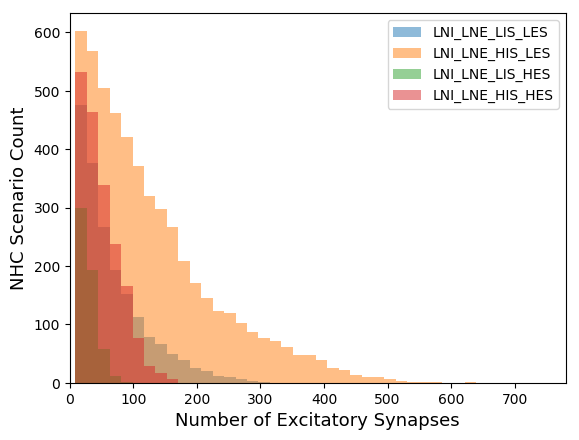 600
500
400
300
200
100
0
NHC Scenario Count
0 100 200 300 400 500 600 700
Number of Excitatory Synapses
LNI_LNE_LIS_LES
LNI_LNE_HIS_LES
LNI_LNE_LIS_HES
LNI_LNE_HIS_HES